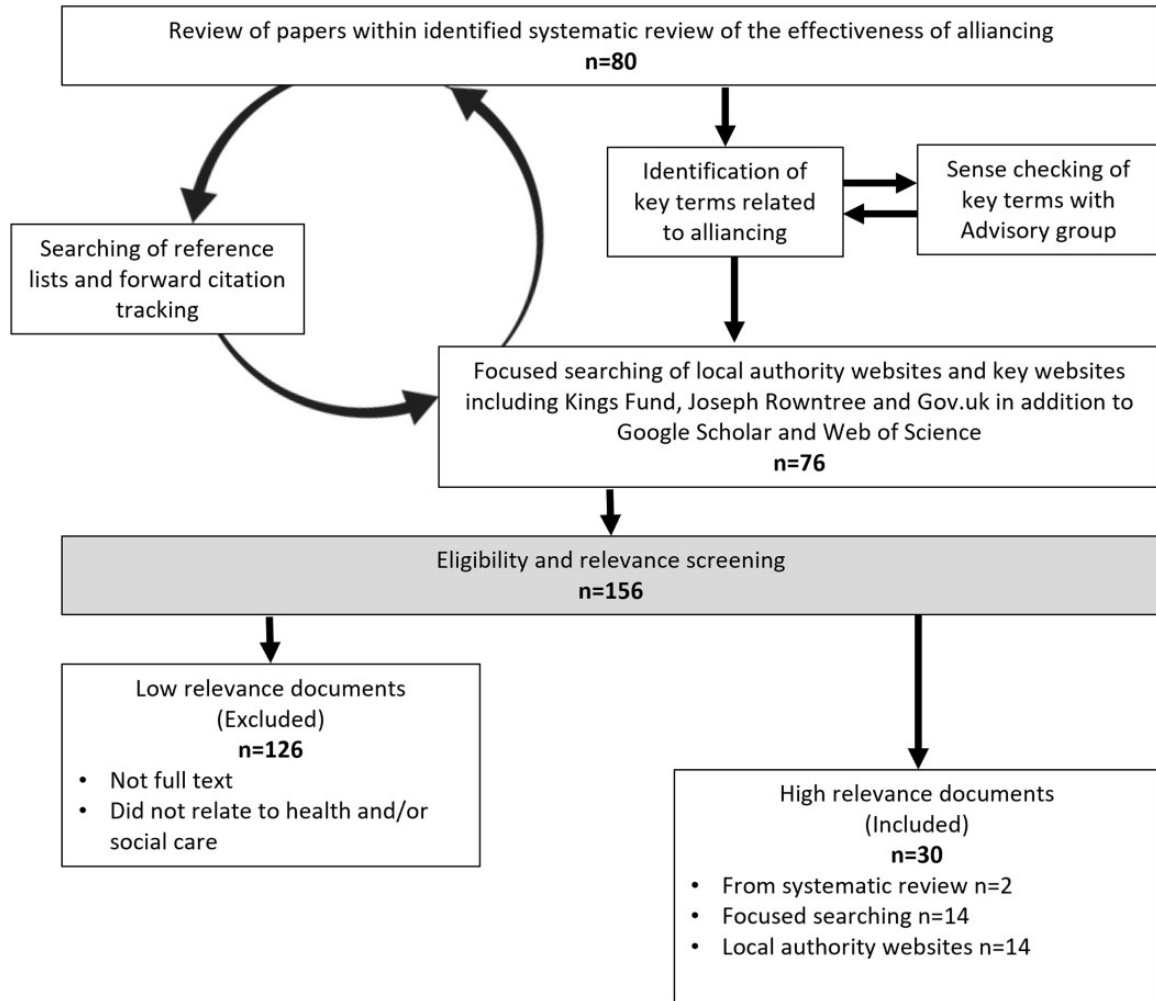 Review of papers within identified systematic review of the effectiveness of alliancing
n=80
Identification of
key terms related
to alliancing
Sense checking of
key terms with
Advisory group
Searching of reference
lists and forward citation
tracking
Focused searching of local authority websites and key websites
including Kings Fund, Joseph Rowntree and Gov.uk in addition to
Google Scholar and Web of Science
n=76
Eligibility and relevance screening
n=156
Low relevance documents
(Excluded)
n=126
• Not full text
• Did not relate to health and/or
social care
High relevance documents
(Included)
n=30
• From systematic review n=2
• Focused searching n=14
• Local authority websites n=14